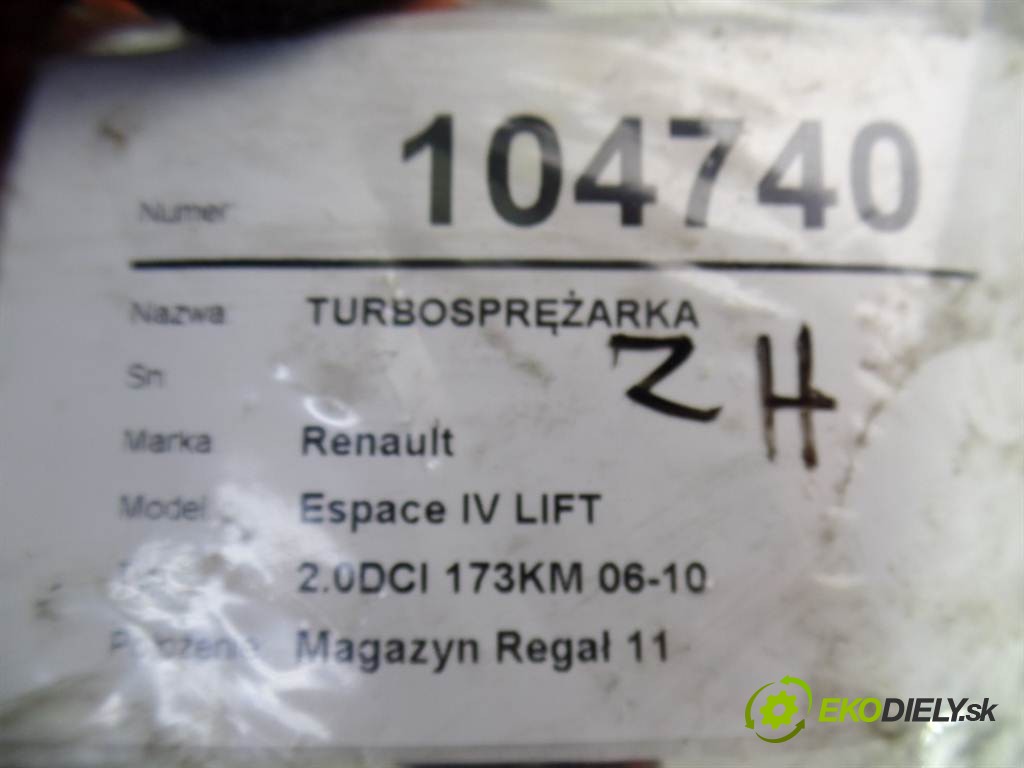 Numer 104740
Nazwa TURBOSPRĘŻARKA
ZH
Sn
Marka Renault
Model Espace IV LIFT
2.0DCI 173KM 06-10
Położenie Magazyn Regał 11
EKODIELY.sk